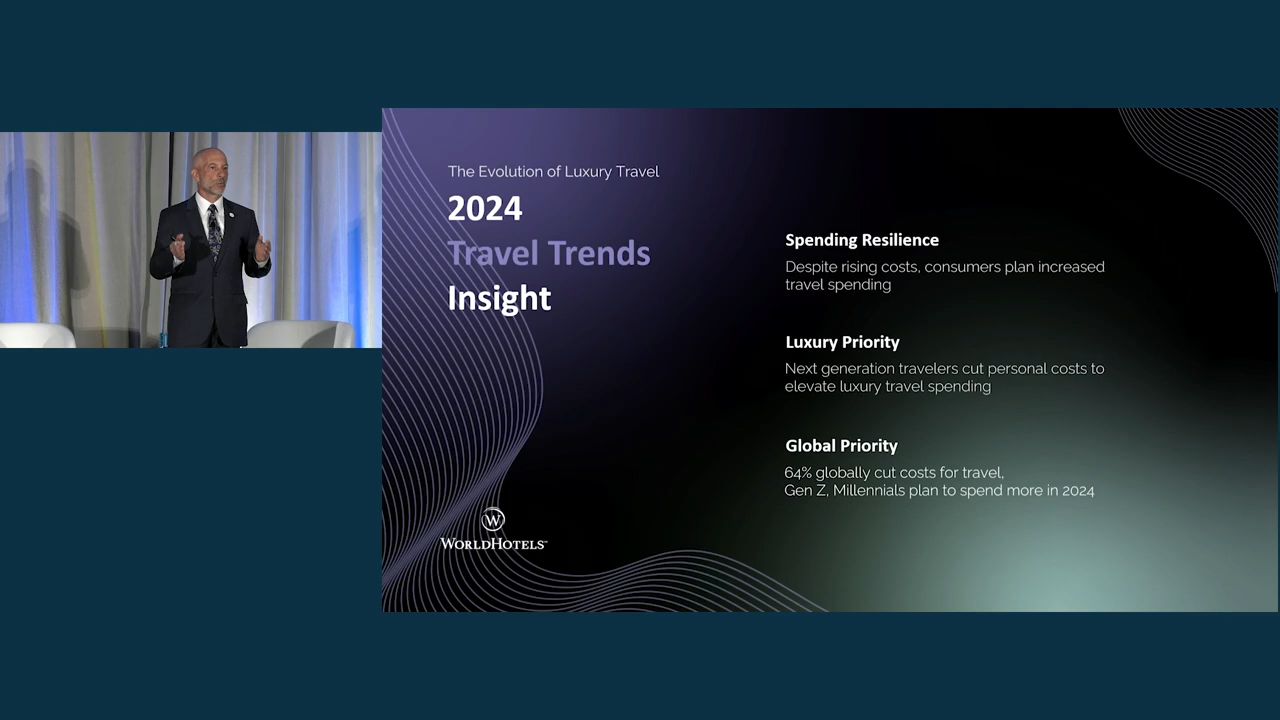 The Evolution of Luxury Travel
2024
Travel Trends
Insight
Spending Resilience
Despite rising costs, consumers plan increased
travel spending
Luxury Priority
Next generation travelers cut personal costs to
elevate luxury travel spending
Global Priority
64% globally cut costs for travel,
Gen Z, Millennials plan to spend more in 2024
W
WORLDHOTELS™